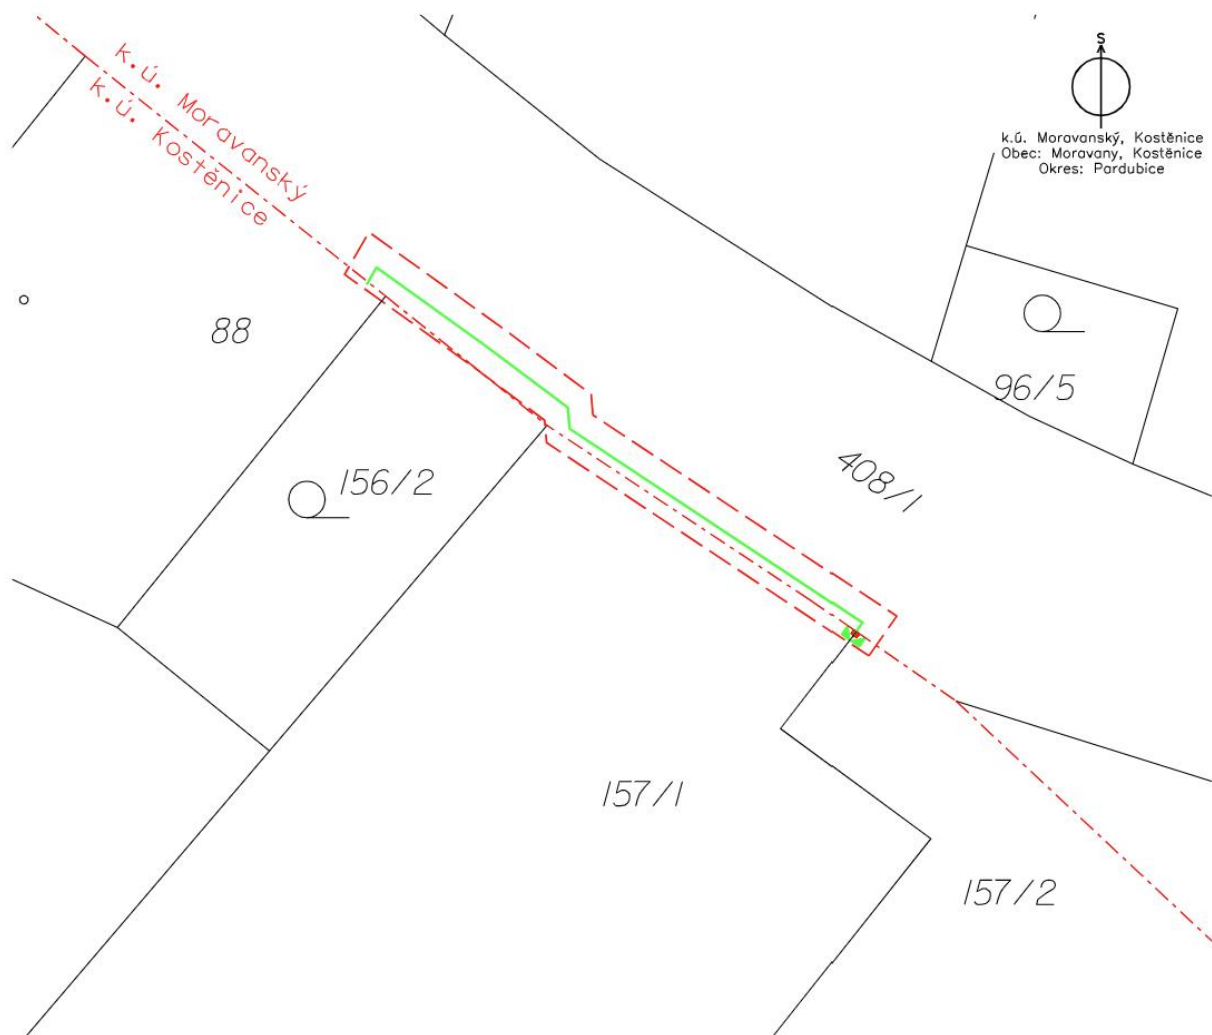 S
k.ú. Moravanský, Kostěnice
Obec: Moravany, Kostěnice
Okres: Pardubice
k.ú. Moravanský
k.ú. Kostěnice
88
96/5
156/2
408/1
157/1
157/2